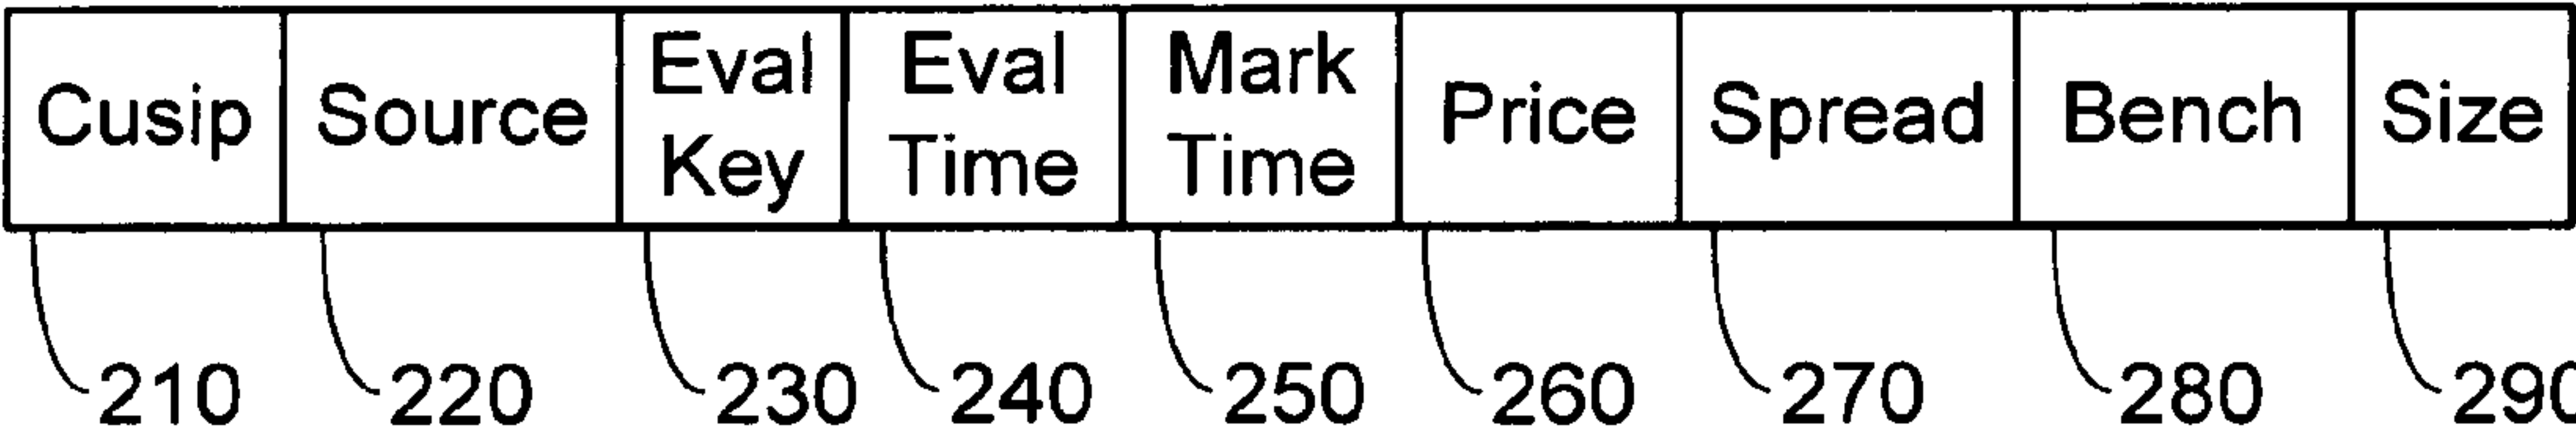 Cusip Source Eval Key Eval Time Mark Time Price Spread Bench Size
210 220 230 240 250 260 270 280 290